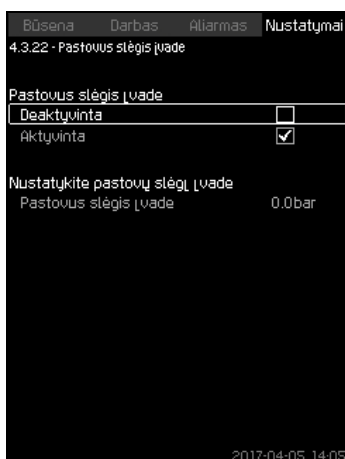 Būsena Darbas Aliarmas Nustatymai
4.3.22 - Pastovus slėgis įvade
Pastovus slėgis įvade
Deaktyvinta
Aktyvinta
Nustatykite pastovų slėgį įvade
Pastovus slėgis įvade 0.0bar
2017-04-05 14:05